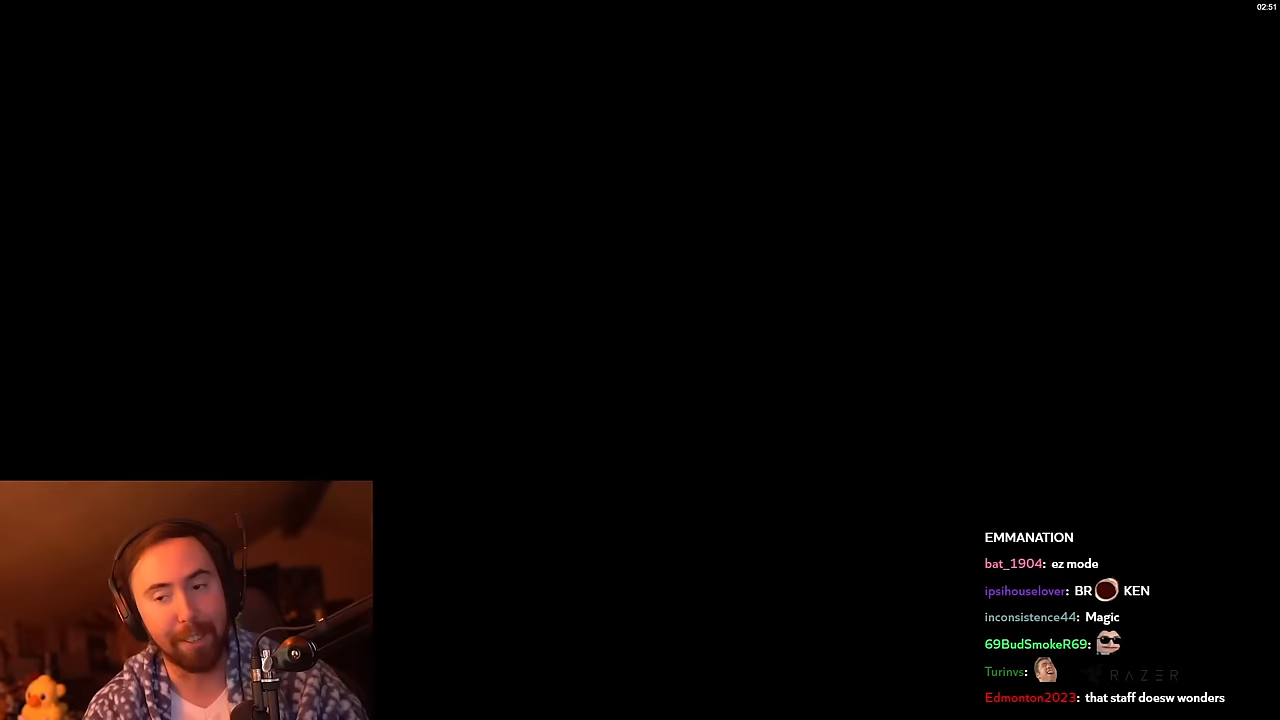 02:51
EMMANATION
bat_1904: ez mode
ipsihouselover: BR KEN
inconsistence44: Magic
69BudSmokeR69:
Turinvs:
RAZER
Edmonton2023: that staff doesw wonders